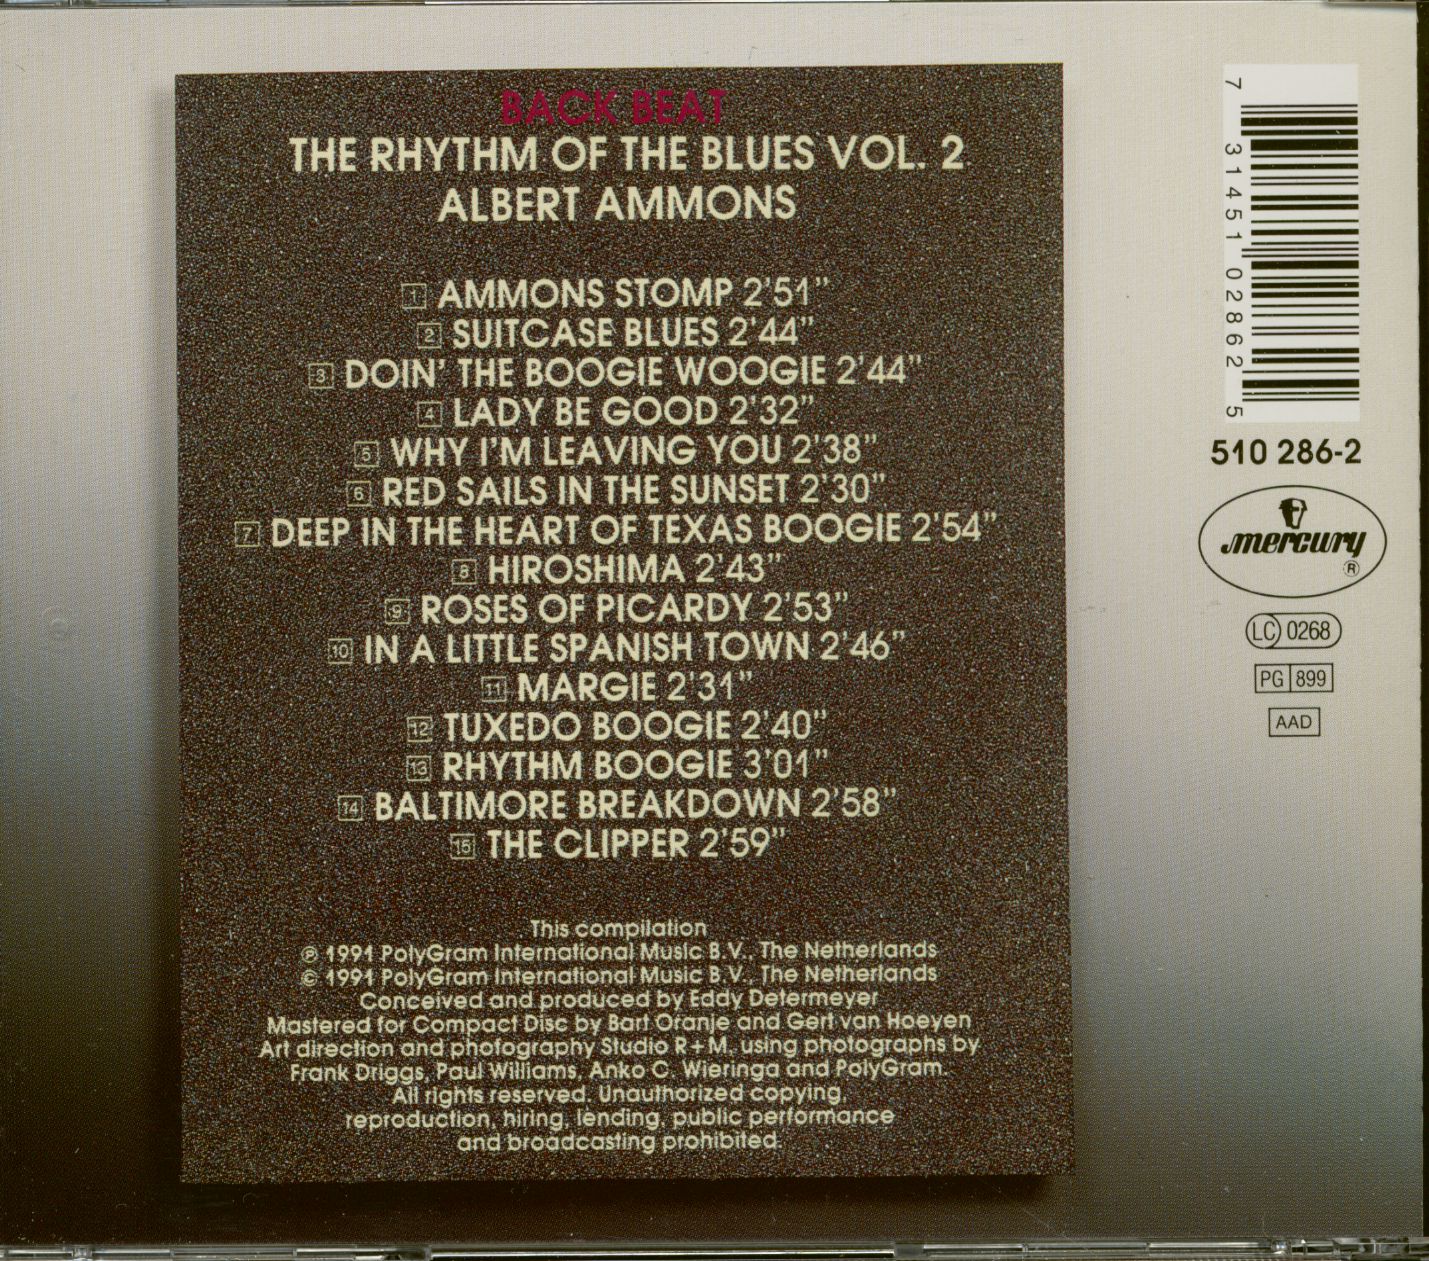 BACK BEAT
THE RHYTHM OF THE BLUES VOL. 2
ALBERT AMMONS
1 AMMONS STOMP 2'51"
2 SUITCASE BLUES 2'44"
3 DOIN' THE BOOGIE WOOGIE 2'44"
4 LADY BE GOOD 2'32"
5 WHY I'M LEAVING YOU 2'38"
6 RED SAILS IN THE SUNSET 2'30"
7 DEEP IN THE HEART OF TEXAS BOOGIE 2'54"
8 HIROSHIMA 2'43"
9 ROSES OF PICARDY 2'53"
10 IN A LITTLE SPANISH TOWN 2'46"
11 MARGIE 2'31"
12 TUXEDO BOOGIE 2'40"
13 RHYTHM BOOGIE 3'01"
14 BALTIMORE BREAKDOWN 2'58"
15 THE CLIPPER 2'59"
This compilation
℗ 1991 PolyGram International Music B.V., The Netherlands
© 1991 PolyGram International Music B.V., The Netherlands
Conceived and produced by Eddy Determeyer
Mastered for Compact Disc by Bart Oranje and Gert van Hoeyen
Art direction and photography Studio R+M, using photographs by
Frank Driggs, Paul Williams, Anko C. Wieringa and PolyGram.
All rights reserved. Unauthorized copying,
reproduction, hiring, lending, public performance
and broadcasting prohibited.
7 31451 02862 5
510 286-2
mercury
®
LC 0268
PG 899
AAD